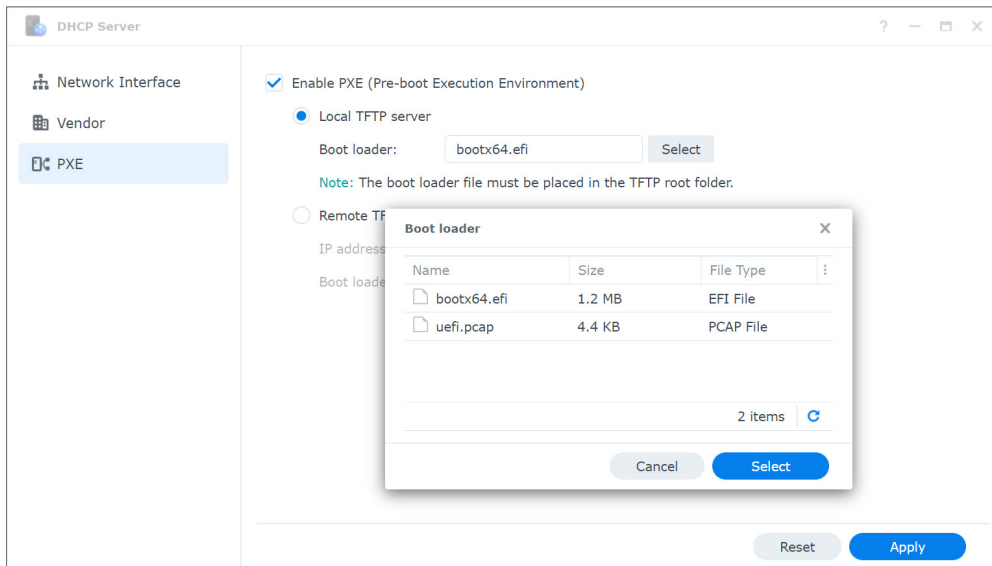 DHCP Server
?
Network Interface
Vendor
PXE
Enable PXE (Pre-boot Execution Environment)
Local TFTP server
Boot loader: bootx64.efi Select
Note: The boot loader file must be placed in the TFTP root folder.
Remote TF
IP address
Boot loade
Boot loader
Name Size File Type
bootx64.efi 1.2 MB EFI File
uefi.pcap 4.4 KB PCAP File
2 items
Cancel Select
Reset Apply